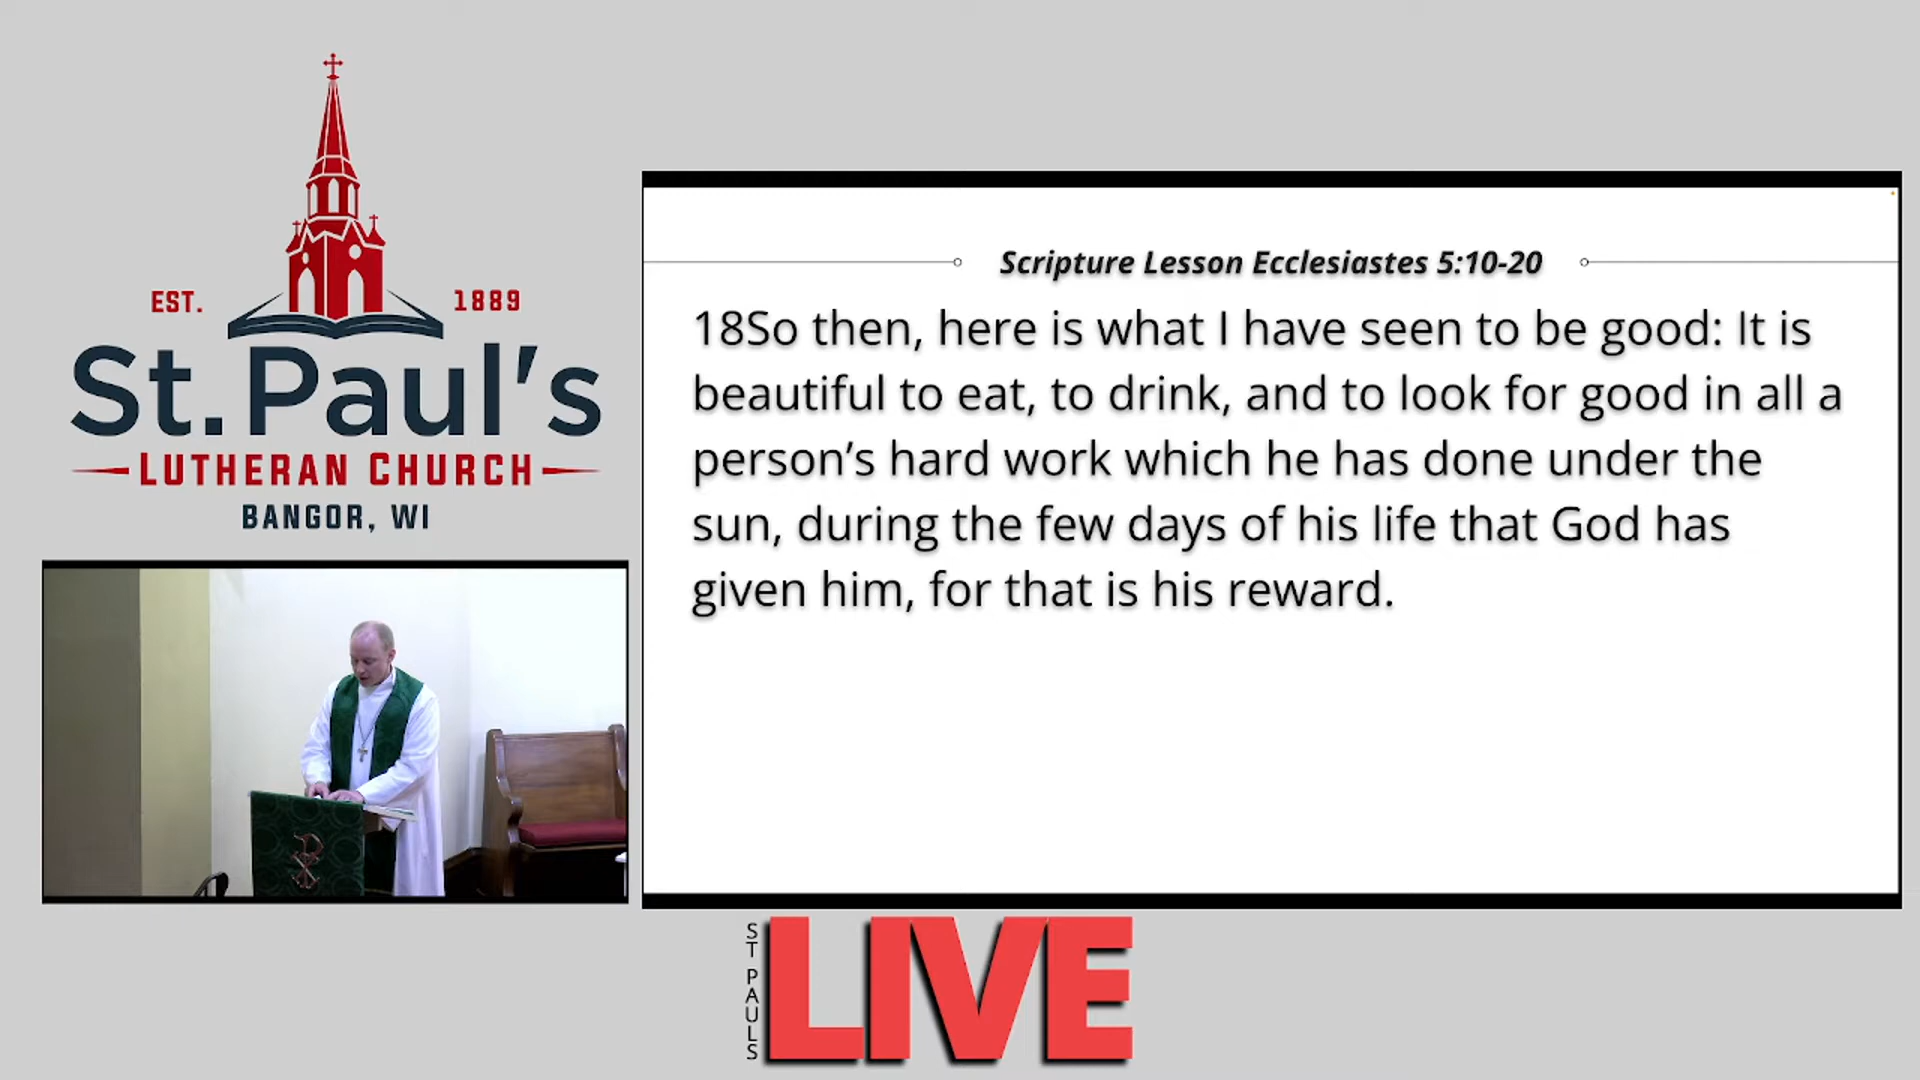 EST. 1889
St. Paul's
LUTHERAN CHURCH
BANGOR, WI
Scripture Lesson Ecclesiastes 5:10-20
18So then, here is what I have seen to be good: It is
beautiful to eat, to drink, and to look for good in all a
person’s hard work which he has done under the
sun, during the few days of his life that God has
given him, for that is his reward.
ST PAULS
LIVE